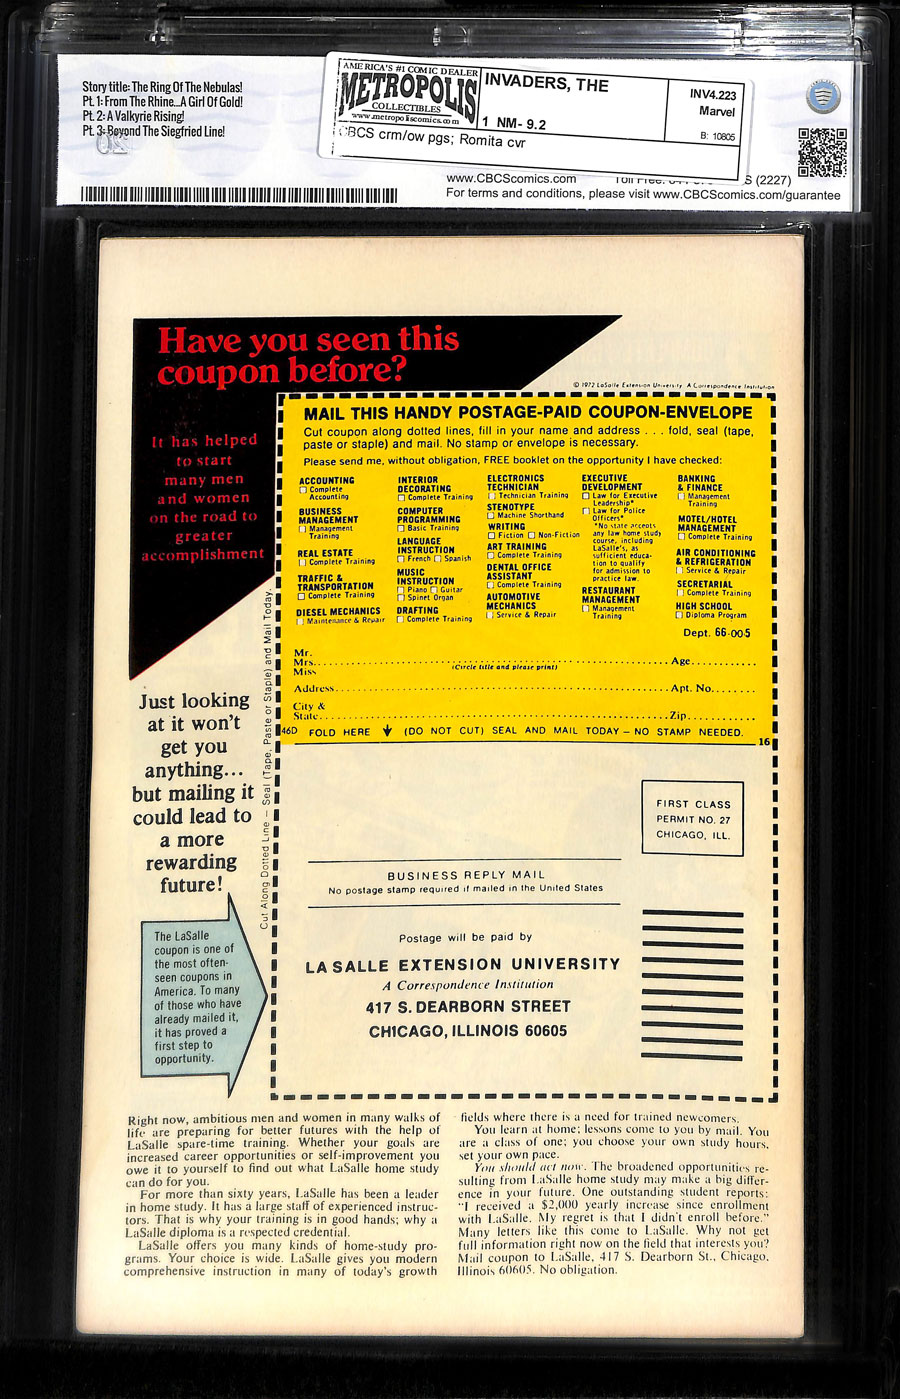 Story title: The Ring Of The Nebulas!
Pt. 1: From The Rhine...A Girl Of Gold!
Pt. 2: A Valkyrie Rising!
Pt. 3: Beyond The Siegfried Line!
AMERICA'S #1 COMIC DEALER
METROPOLIS
COLLECTIBLES
www.metropoliscomics.com
INVADERS, THE
1 NM- 9.2
CBCS crm/ow pgs; Romita cvr
INV4.223
Marvel
B: 10805
www.CBCScomics.com
Toll Free: S (2227)
For terms and conditions, please visit www.CBCScomics.com/guarantee
Have you seen this
coupon before?
© 1972 LaSalle Extension University A Correspondence Institution
It has helped
to start
many men
and women
on the road to
greater
accomplishment
Just looking
at it won't
get you
anything...
but mailing it
could lead to
a more
rewarding
future!
The LaSalle
coupon is one of
the most often-
seen coupons in
America. To many
of those who have
already mailed it,
it has proved a
first step to
opportunity.
Cut Along Dotted Line — Seal (Tape, Paste or Staple) and Mail Today.
MAIL THIS HANDY POSTAGE-PAID COUPON-ENVELOPE
Cut coupon along dotted lines, fill in your name and address . . . fold, seal (tape,
paste or staple) and mail. No stamp or envelope is necessary.
Please send me, without obligation, FREE booklet on the opportunity I have checked:
ACCOUNTING
Complete
Accounting
BUSINESS
MANAGEMENT
Management
Training
REAL ESTATE
Complete Training
TRAFFIC &
TRANSPORTATION
Complete Training
DIESEL MECHANICS
Maintenance & Repair
INTERIOR
DECORATING
Complete Training
COMPUTER
PROGRAMMING
Basic Training
LANGUAGE
INSTRUCTION
French Spanish
MUSIC
INSTRUCTION
Piano Guitar
Spinet Organ
DRAFTING
Complete Training
ELECTRONICS
TECHNICIAN
Technician Training
STENOTYPE
Machine Shorthand
WRITING
Fiction Non-Fiction
ART TRAINING
Complete Training
DENTAL OFFICE
ASSISTANT
Complete Training
AUTOMOTIVE
MECHANICS
Service & Repair
EXECUTIVE
DEVELOPMENT
Law for Executive
Leadership*
Law for Police
Officers*
*No state accepts
any law home study
course, including
LaSalle's, as
sufficient educa-
tion to qualify
for admission to
practice law.
RESTAURANT
MANAGEMENT
Management
Training
BANKING
& FINANCE
Management
Training
MOTEL/HOTEL
MANAGEMENT
Complete Training
AIR CONDITIONING
& REFRIGERATION
Service & Repair
SECRETARIAL
Complete Training
HIGH SCHOOL
Diploma Program
Dept. 66-005
Mr.
Mrs. Age
Miss (Circle title and please print)
Address Apt. No.
City &
State Zip
46D FOLD HERE (DO NOT CUT) SEAL AND MAIL TODAY – NO STAMP NEEDED.
16
FIRST CLASS
PERMIT NO. 27
CHICAGO, ILL.
BUSINESS REPLY MAIL
No postage stamp required if mailed in the United States
Postage will be paid by
LA SALLE EXTENSION UNIVERSITY
A Correspondence Institution
417 S. DEARBORN STREET
CHICAGO, ILLINOIS 60605
Right now, ambitious men and women in many walks of
life are preparing for better futures with the help of
LaSalle spare-time training. Whether your goals are
increased career opportunities or self-improvement you
owe it to yourself to find out what LaSalle home study
can do for you.
For more than sixty years, LaSalle has been a leader
in home study. It has a large staff of experienced instruc-
tors. That is why your training is in good hands; why a
LaSalle diploma is a respected credential.
LaSalle offers you many kinds of home-study pro-
grams. Your choice is wide. LaSalle gives you modern
comprehensive instruction in many of today's growth
fields where there is a need for trained newcomers.
You learn at home; lessons come to you by mail. You
are a class of one; you choose your own study hours,
set your own pace.
You should act now. The broadened opportunities re-
sulting from LaSalle home study may make a big differ-
ence in your future. One outstanding student reports:
"I received a $2,000 yearly increase since enrollment
with LaSalle. My regret is that I didn't enroll before."
Many letters like this come to LaSalle. Why not get
full information right now on the field that interests you?
Mail coupon to LaSalle, 417 S. Dearborn St., Chicago,
Illinois 60605. No obligation.